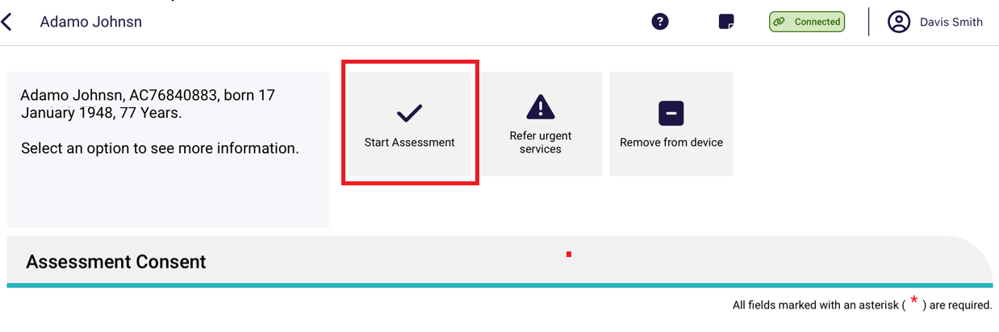 Adamo Johnsn
Connected
Davis Smith
Adamo Johnsn, AC76840883, born 17
January 1948, 77 Years.
Select an option to see more information.
Start Assessment
Refer urgent
services
Remove from device
Assessment Consent
All fields marked with an asterisk ( * ) are required.